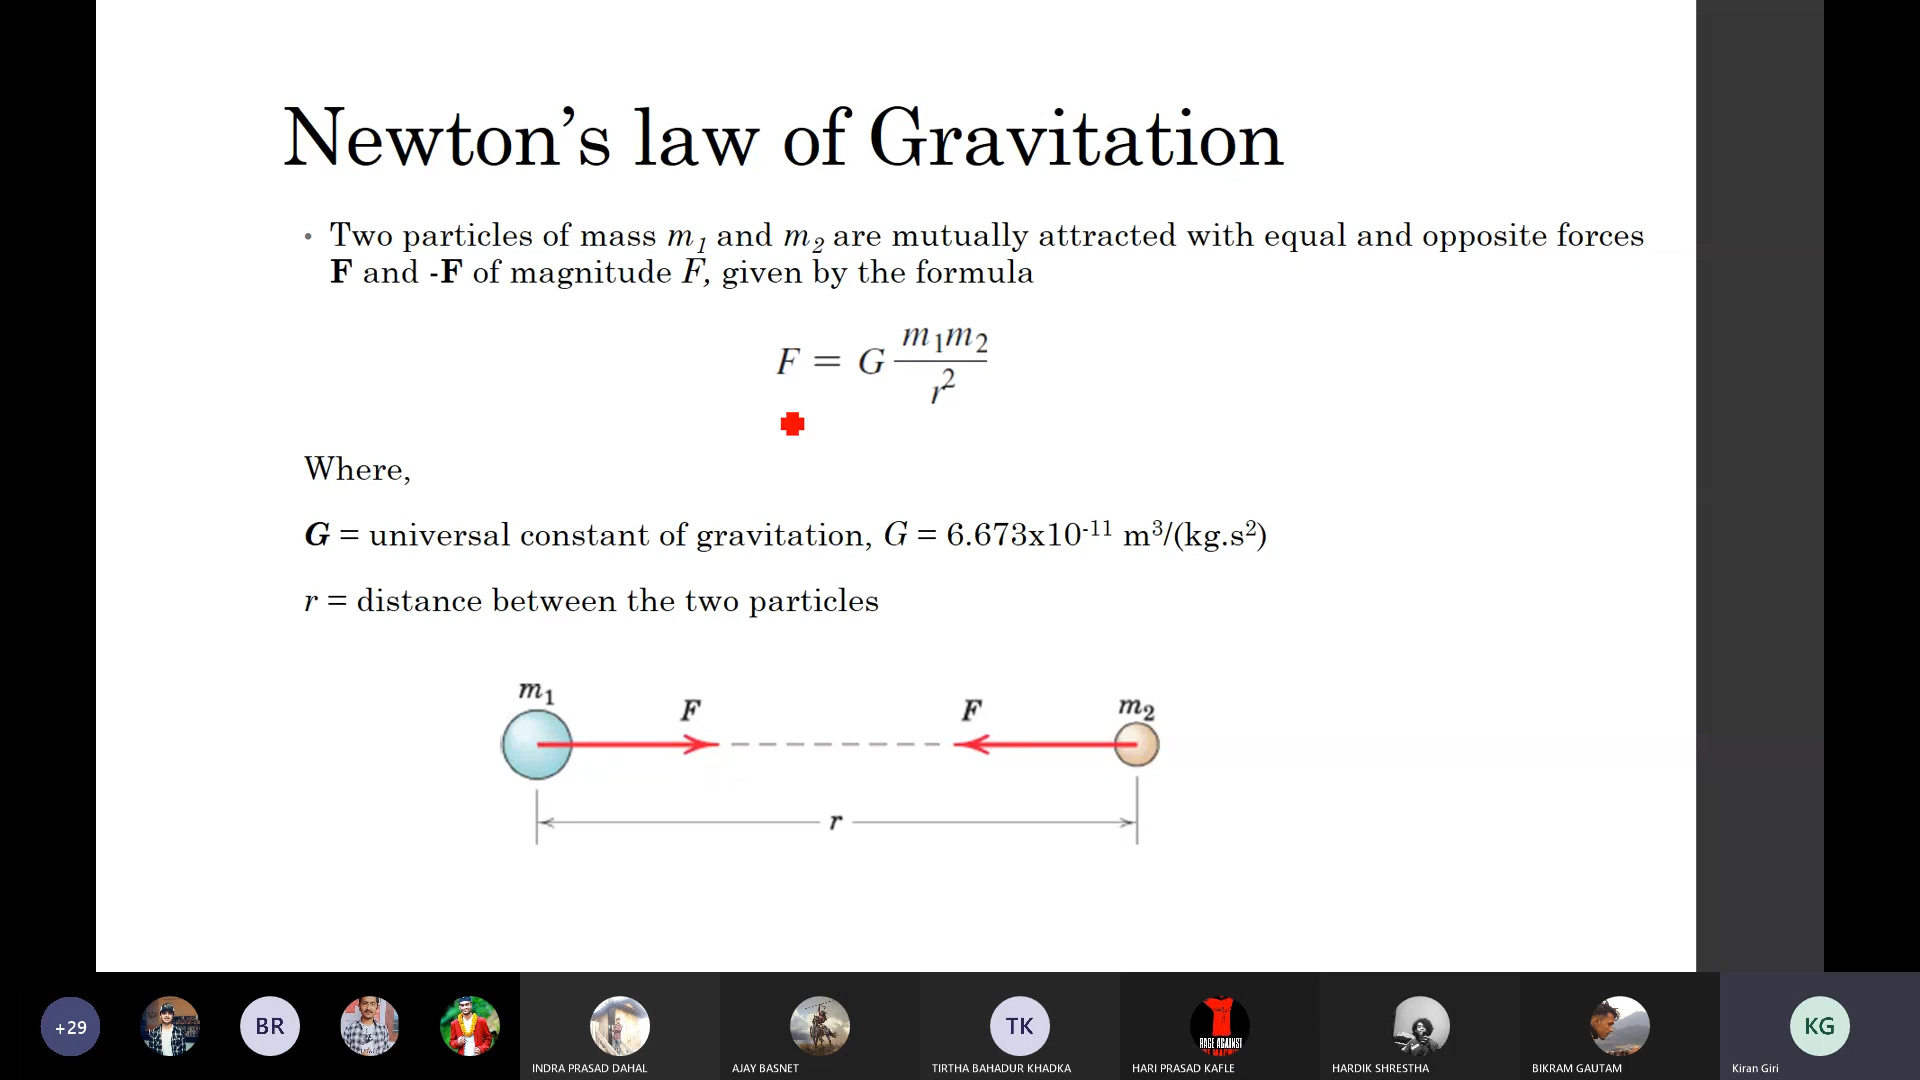 Newton’s law of Gravitation
• Two particles of mass m₁ and m₂ are mutually attracted with equal and opposite forces
F and -F of magnitude F, given by the formula
F = G m₁m₂ / r²
Where,
G = universal constant of gravitation, G = 6.673x10⁻¹¹ m³/(kg.s²)
r = distance between the two particles
m₁ F F m₂
r
+29 BR TK RAGE AGAINST KG
INDRA PRASAD DAHAL AJAY BASNET TIRTHA BAHADUR KHADKA HARI PRASAD KAFLE HARDIK SHRESTHA BIKRAM GAUTAM Kiran Giri